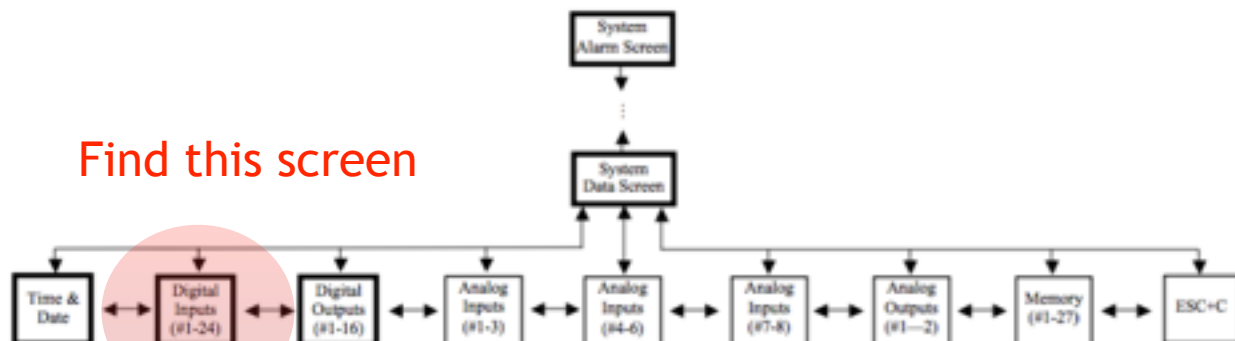 System
Alarm Screen
Find this screen
System
Data Screen
Time &
Date
Digital
Inputs
(#1-24)
Digital
Outputs
(#1-16)
Analog
Inputs
(#1-3)
Analog
Inputs
(#4-6)
Analog
Inputs
(#7-8)
Analog
Outputs
(#1—2)
Memory
(#1-27)
ESC+C